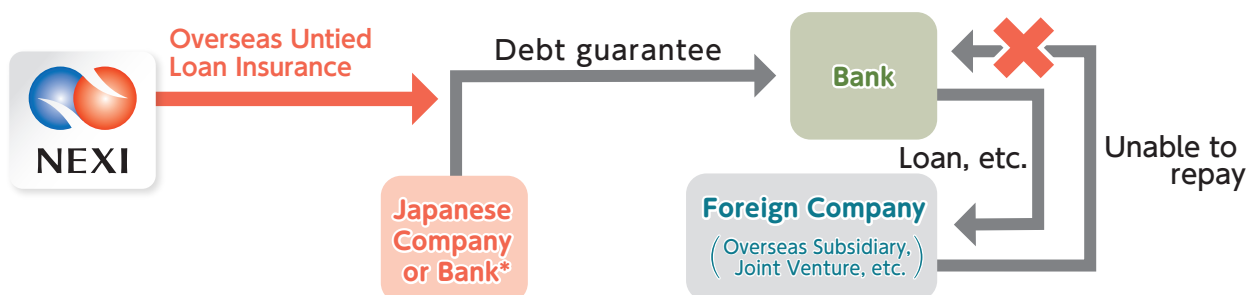 Overseas Untied
Loan Insurance
NEXI
Debt guarantee
Bank
Loan, etc.
Unable to
repay
Japanese
Company
or Bank*
Foreign Company
(Overseas Subsidiary,
Joint Venture, etc.)